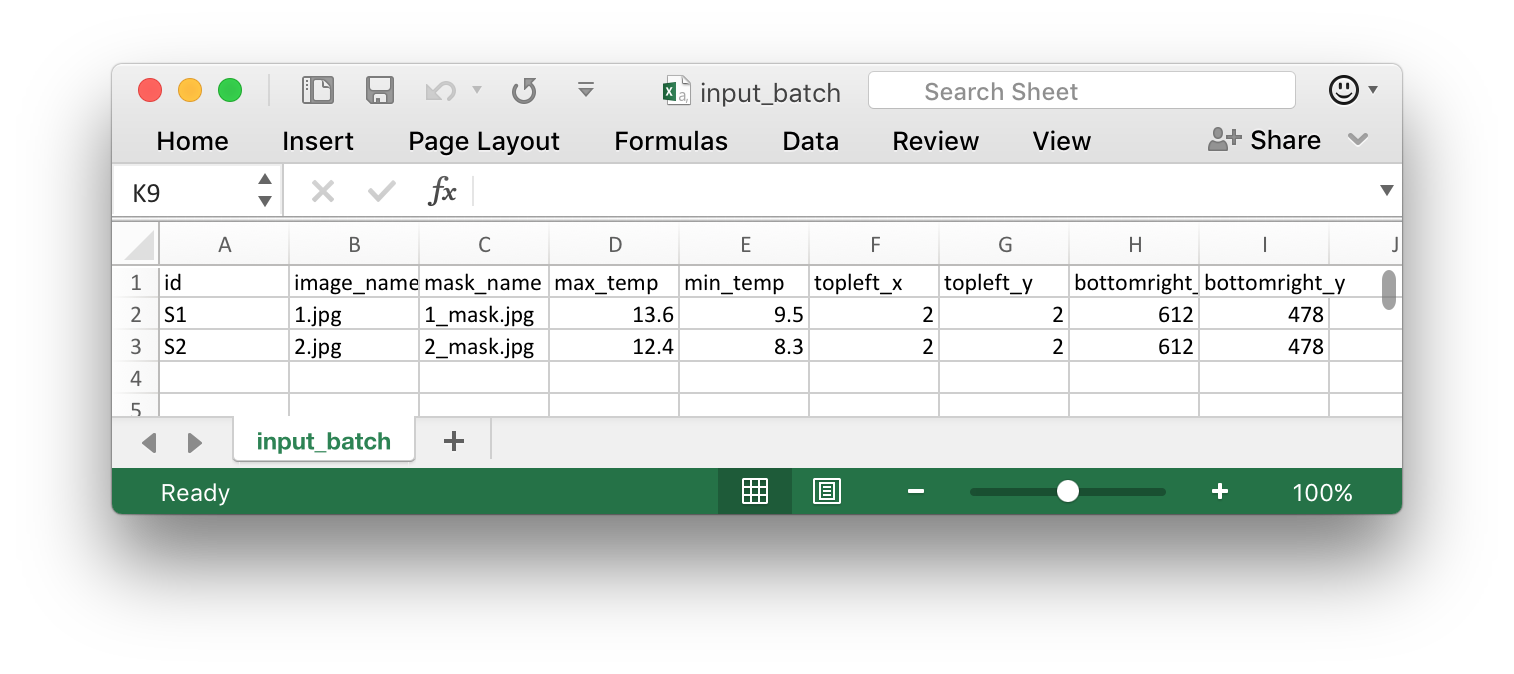 input_batch Search Sheet
Home Insert Page Layout Formulas Data Review View Share
K9 fx
A B C D E F G H I J
1 id image_name mask_name max_temp min_temp topleft_x topleft_y bottomright_ bottomright_y
2 S1 1.jpg 1_mask.jpg 13.6 9.5 2 2 612 478
3 S2 2.jpg 2_mask.jpg 12.4 8.3 2 2 612 478
4
5
input_batch +
Ready 100%